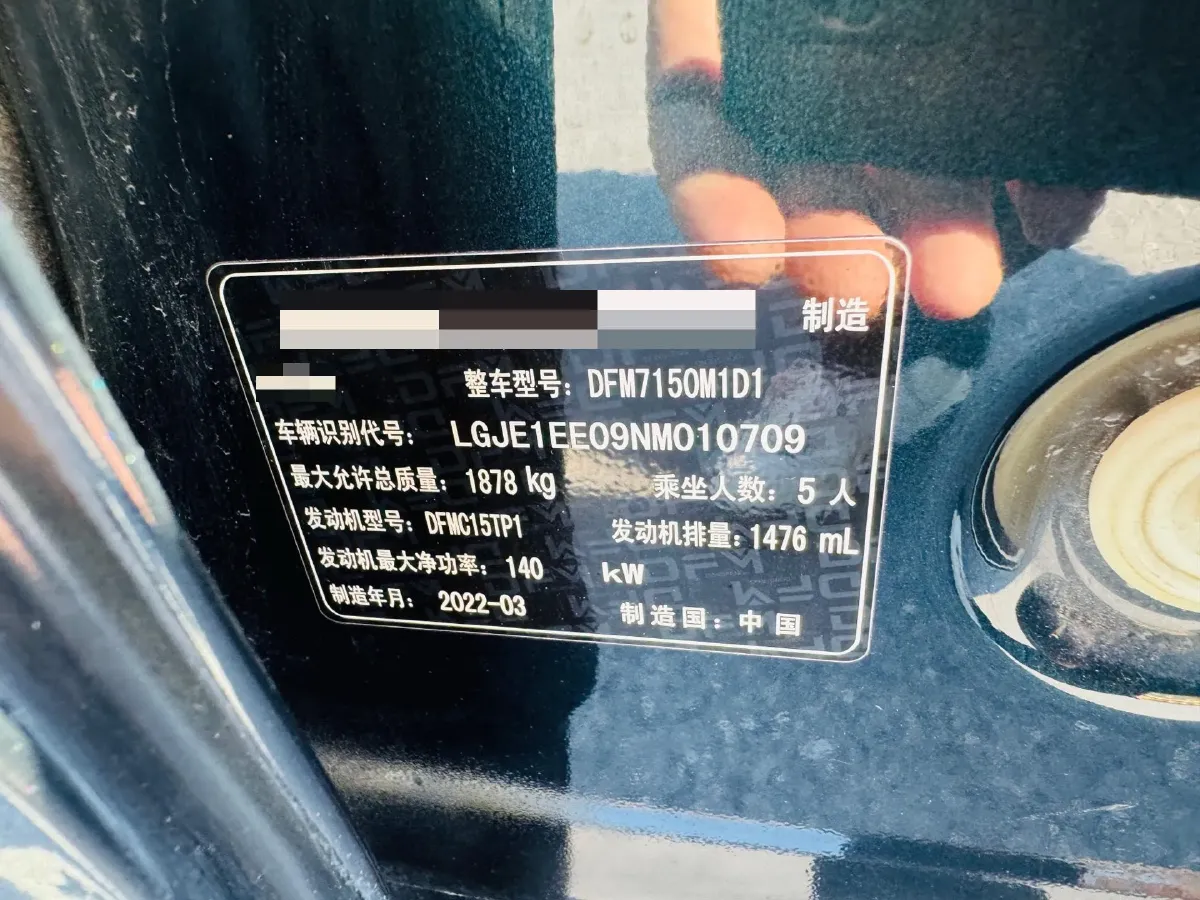 制造
整车型号：DFM7150M1D1
车辆识别代号：LGJE1EE09NM010709
最大允许总质量：1878 kg 乘坐人数：5 人
发动机型号：DFMC15TP1 发动机排量：1476 mL
发动机最大净功率：140 kW
制造年月：2022-03 制造国：中国